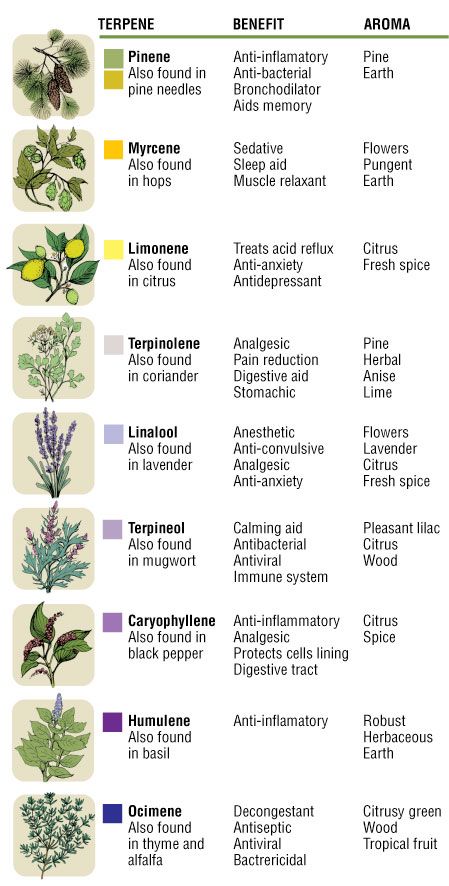 TERPENE BENEFIT AROMA
Pinene Anti-inflamatory Pine
Also found in Anti-bacterial Earth
pine needles Bronchodilator
Aids memory
Myrcene Sedative Flowers
Also found Sleep aid Pungent
in hops Muscle relaxant Earth
Limonene Treats acid reflux Citrus
Also found Anti-anxiety Fresh spice
in citrus Antidepressant
Terpinolene Analgesic Pine
Also found Pain reduction Herbal
in coriander Digestive aid Anise
Stomachic Lime
Linalool Anesthetic Flowers
Also found Anti-convulsive Lavender
in lavender Analgesic Citrus
Anti-anxiety Fresh spice
Terpineol Calming aid Pleasant lilac
Also found Antibacterial Citrus
in mugwort Antiviral Wood
Immune system
Caryophyllene Anti-inflammatory Citrus
Also found in Analgesic Spice
black pepper Protects cells lining
Digestive tract
Humulene Anti-inflamatory Robust
Also found Herbaceous
in basil Earth
Ocimene Decongestant Citrusy green
Also found Antiseptic Wood
in thyme and Antiviral Tropical fruit
alfalfa Bactrericidal